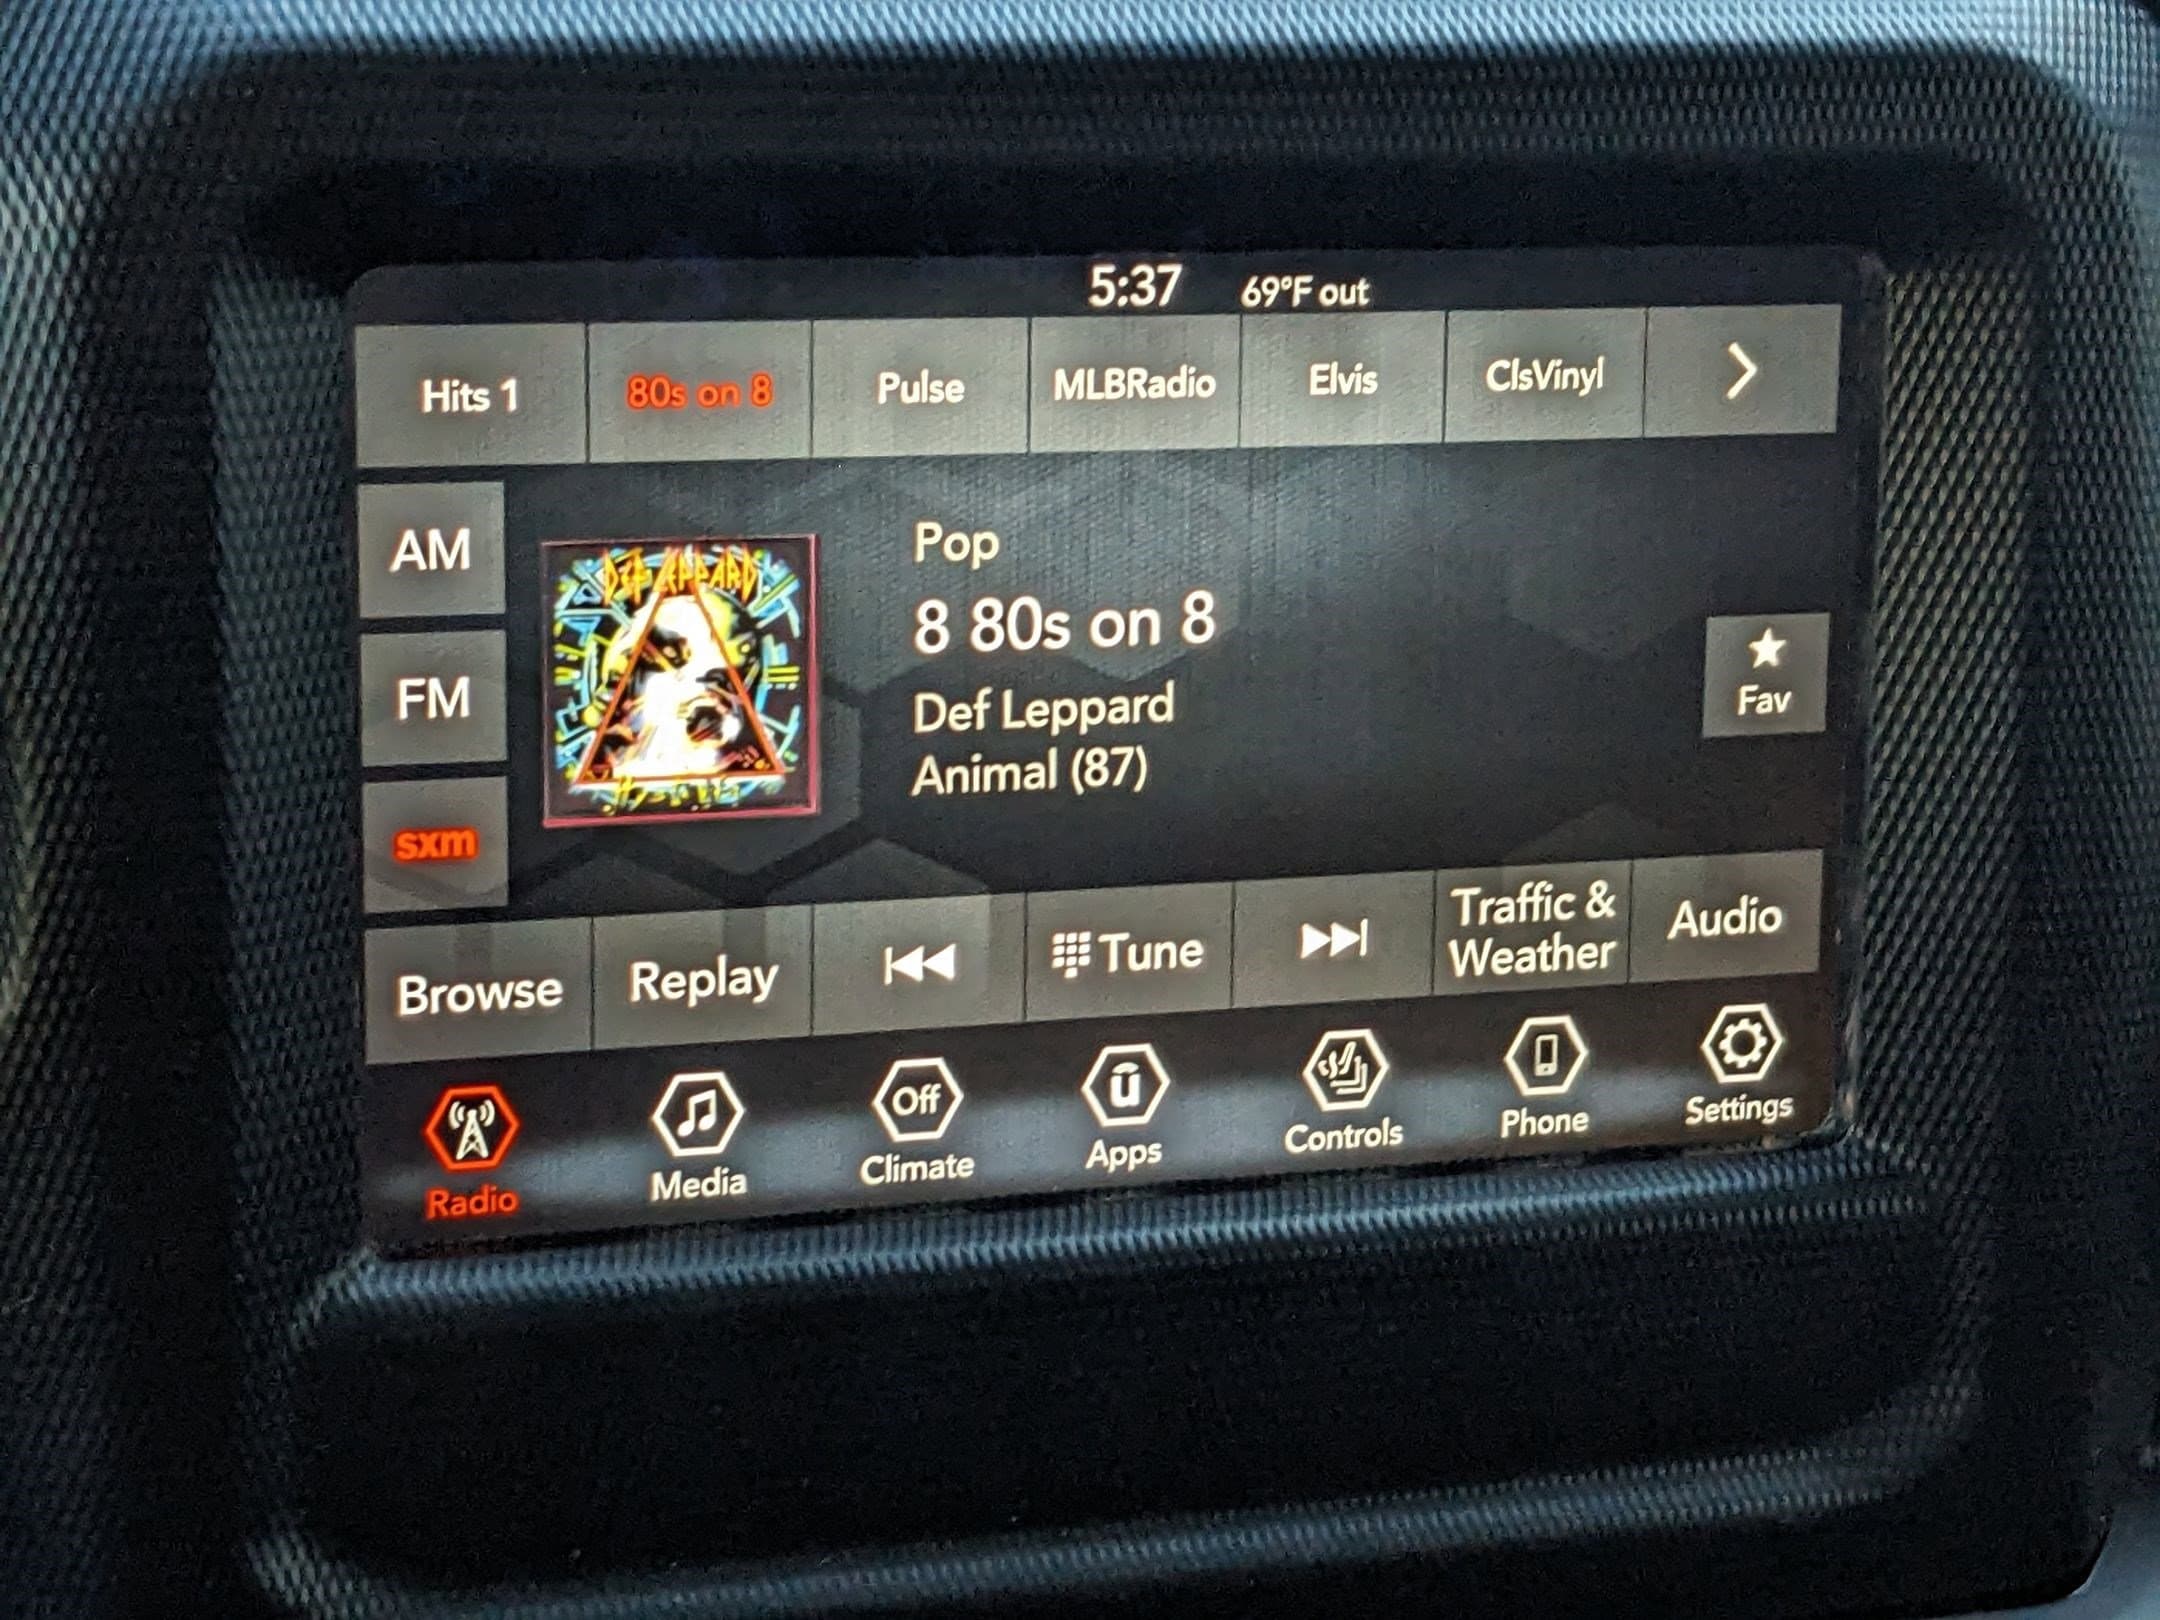 5:37 69°F out
Hits 1 80s on 8 Pulse MLBRadio Elvis ClsVinyl
AM
FM
sxm
DEF LEPPARD
Pop
8 80s on 8
Def Leppard
Animal (87)
Fav
Browse Replay Tune Traffic &
Weather Audio
Off
u
Radio Media Climate Apps Controls Phone Settings